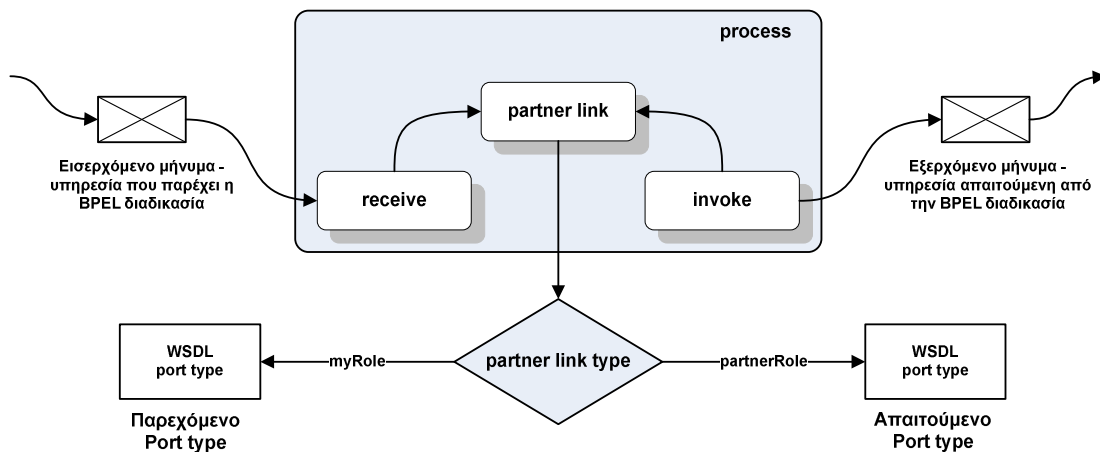 process
partner link
Εισερχόμενο μήνυμα -
υπηρεσία που παρέχει η
BPEL διαδικασία
receive
invoke
Εξερχόμενο μήνυμα -
υπηρεσία απαιτούμενη από
την BPEL διαδικασία
WSDL
port type
myRole
partner link type
partnerRole
WSDL
port type
Παρεχόμενο
Port type
Απαιτούμενο
Port type